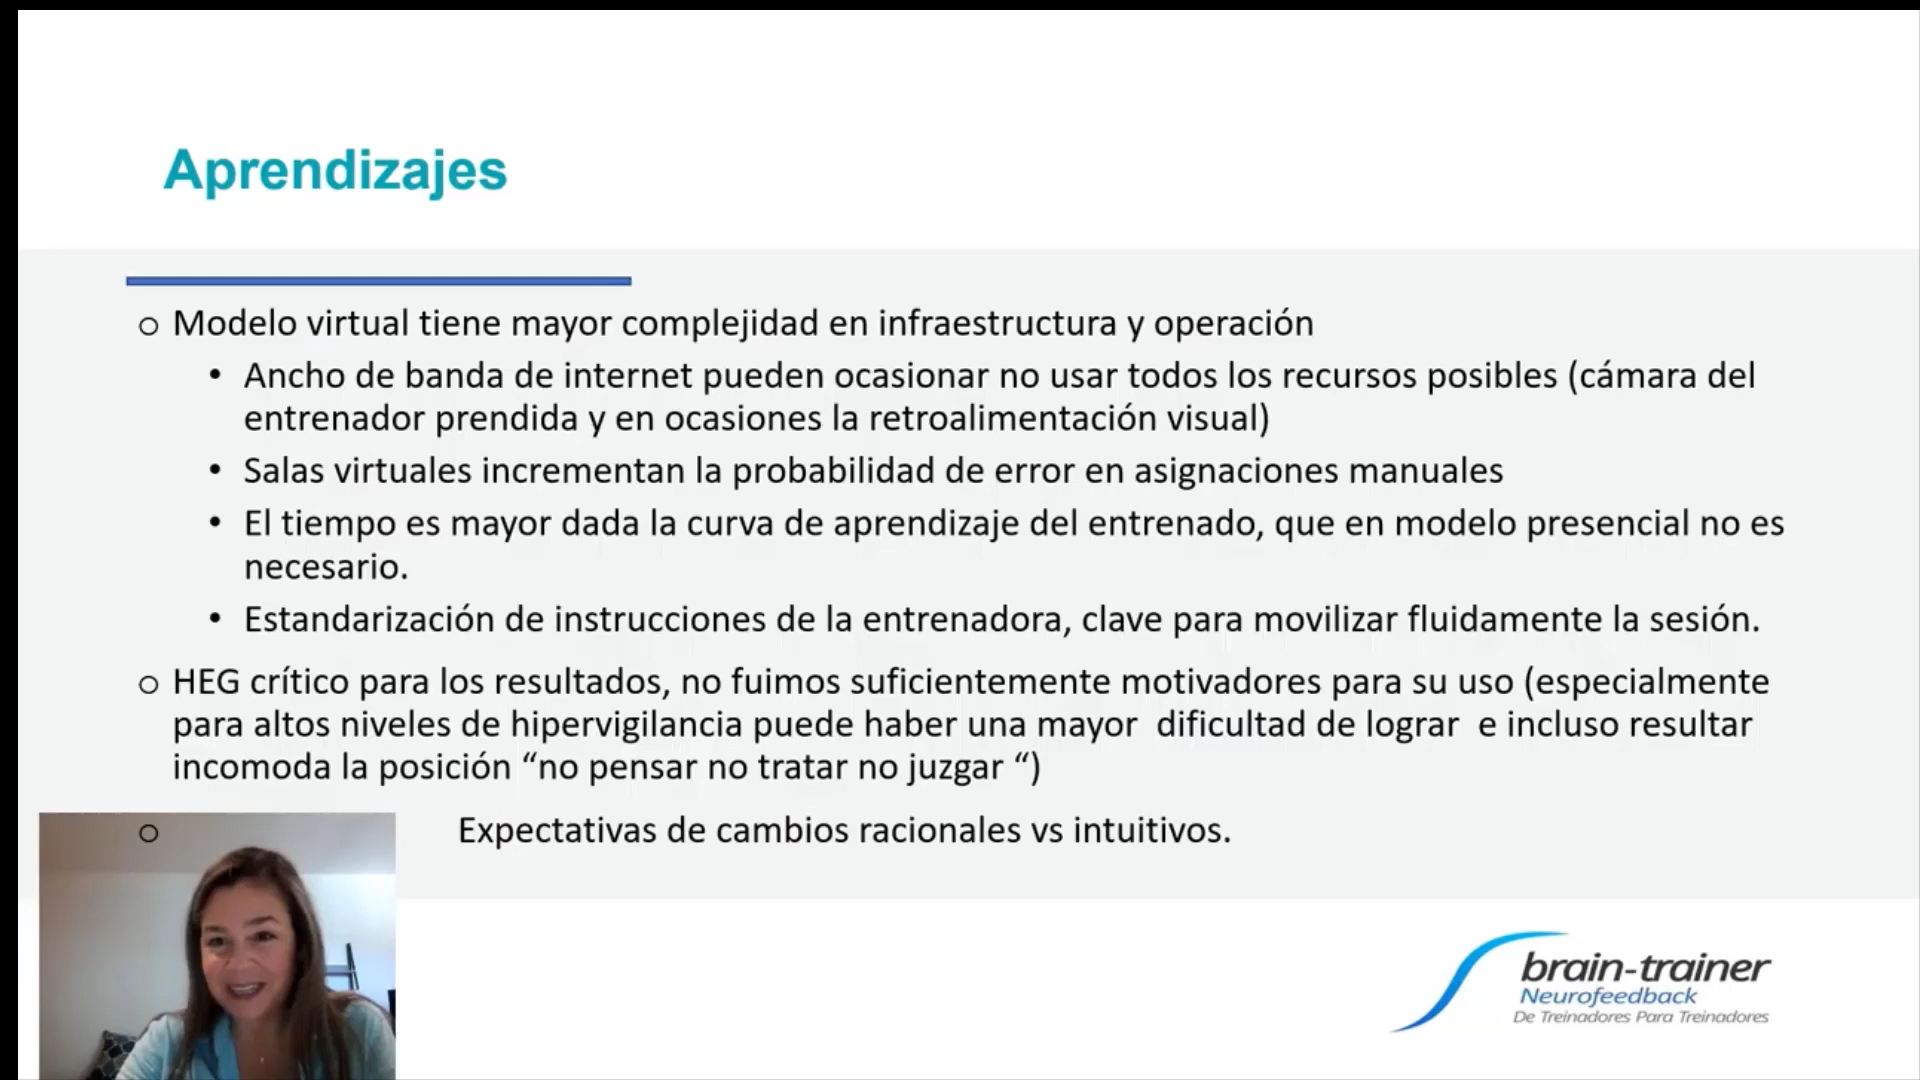 Aprendizajes
o Modelo virtual tiene mayor complejidad en infraestructura y operación
• Ancho de banda de internet pueden ocasionar no usar todos los recursos posibles (cámara del
entrenador prendida y en ocasiones la retroalimentación visual)
• Salas virtuales incrementan la probabilidad de error en asignaciones manuales
• El tiempo es mayor dada la curva de aprendizaje del entrenado, que en modelo presencial no es
necesario.
• Estandarización de instrucciones de la entrenadora, clave para movilizar fluidamente la sesión.
o HEG crítico para los resultados, no fuimos suficientemente motivadores para su uso (especialmente
para altos niveles de hipervigilancia puede haber una mayor dificultad de lograr e incluso resultar
incomoda la posición “no pensar no tratar no juzgar “)
o Expectativas de cambios racionales vs intuitivos.
brain-trainer
Neurofeedback
De Treinadores Para Treinadores